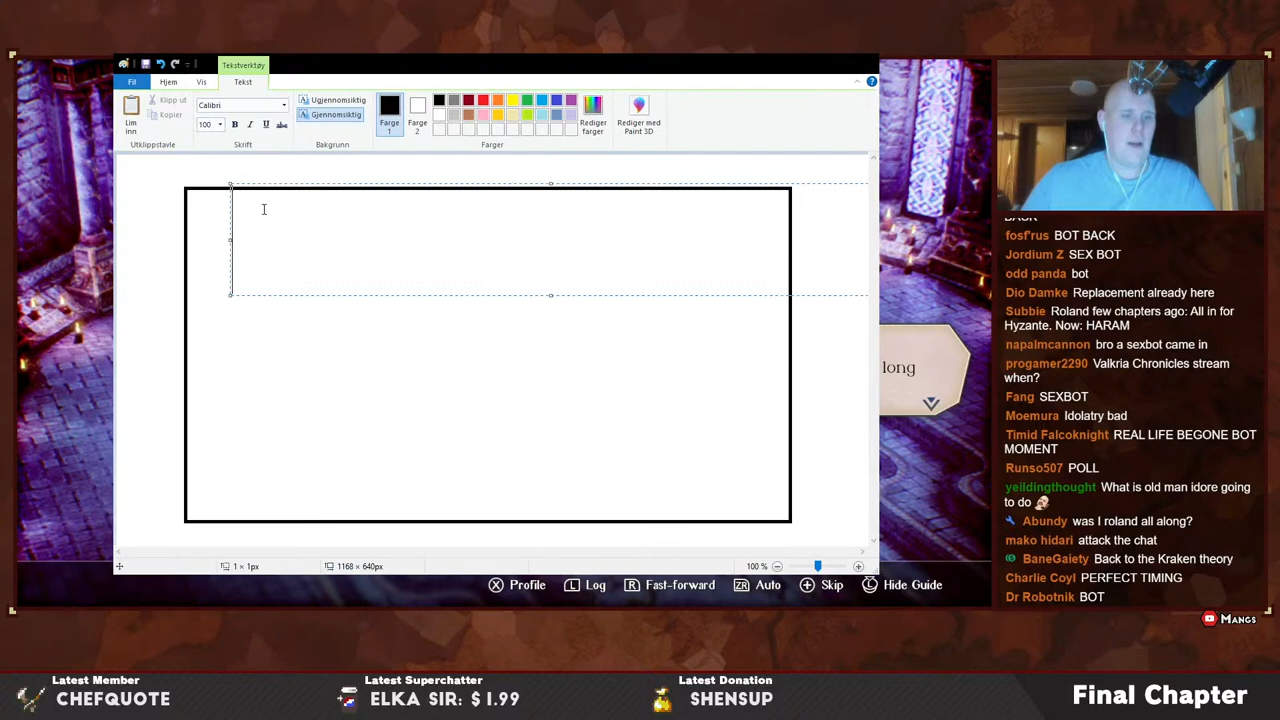 Tekstverktøy
Fil
Hjem
Vis
Tekst
Lim
inn
Klipp ut
Kopier
Utklippstavle
Calibri
100
B I U abc
Skrift
A Ugjennomsiktig
A Gjennomsiktig
Bakgrunn
Farge
1
Farge
2
Rediger
farger
Rediger med
Paint 3D
Farger
1 × 1px
1168 × 640px
100 %
long
X Profile
L Log
R Fast-forward
ZR Auto
Skip
L Hide Guide
BACK
fosf'rus BOT BACK
Jordium Z SEX BOT
odd panda bot
Dio Damke Replacement already here
Subbie Roland few chapters ago: All in for
Hyzante. Now: HARAM
napalmcannon bro a sexbot came in
progamer2290 Valkria Chronicles stream
when?
Fang SEXBOT
Moemura Idolatry bad
Timid Falcoknight REAL LIFE BEGONE BOT
MOMENT
Runso507 POLL
yeildingthought What is old man idore going
to do
Abundy was I roland all along?
mako hidari attack the chat
BaneGaiety Back to the Kraken theory
Charlie Coyl PERFECT TIMING
Dr Robotnik BOT
Mangs
Latest Member
CHEFQUOTE
Latest Superchatter
ELKA SIR: $ 1.99
Latest Donation
SHENSUP
Final Chapter